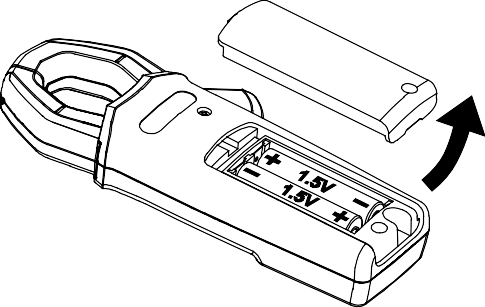 + 1.5V -
- 1.5V +